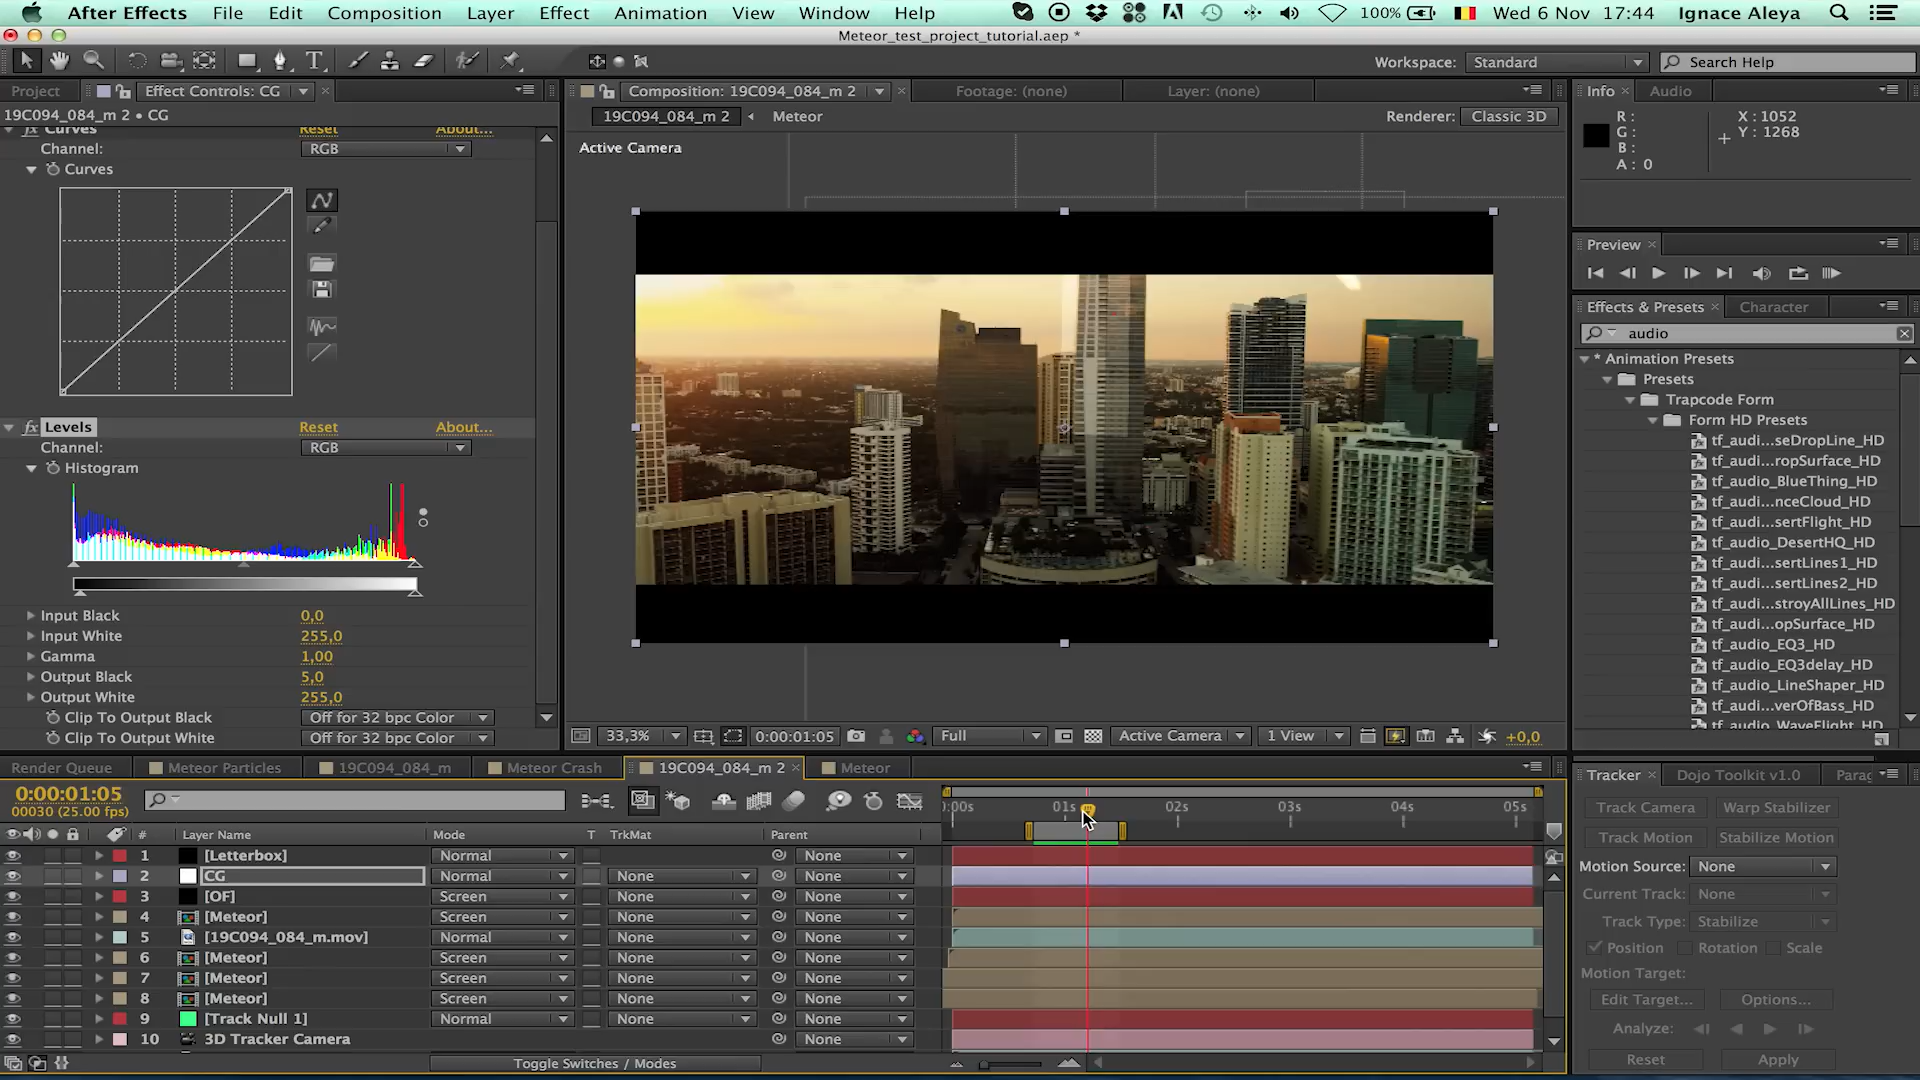 After Effects File Edit Composition Layer Effect Animation View Window Help 100% Wed 6 Nov 17:44 Ignace Aleya
Meteor_test_project_tutorial.aep *
Workspace: Standard Search Help
Project Effect Controls: CG Composition: 19C094_084_m 2 Footage: (none) Layer: (none) Info Audio
19C094_084_m 2 • CG
19C094_084_m 2 Meteor Renderer: Classic 3D
Active Camera
R: X : 1052
G: Y : 1268
B:
A : 0
fx Curves Reset About...
Channel: RGB
Curves
fx Levels Reset About...
Channel: RGB
Histogram
Input Black 0,0
Input White 255,0
Gamma 1,00
Output Black 5,0
Output White 255,0
Clip To Output Black Off for 32 bpc Color
Clip To Output White Off for 32 bpc Color
33,3% 0:00:01:05 Full Active Camera 1 View +0,0
Preview
Effects & Presets Character
audio
* Animation Presets
Presets
Trapcode Form
Form HD Presets
tf_audi...seDropLine_HD
tf_audi...ropSurface_HD
tf_audio_BlueThing_HD
tf_audi...nceCloud_HD
tf_audi...sertFlight_HD
tf_audio_DesertHQ_HD
tf_audi...sertLines1_HD
tf_audi...sertLines2_HD
tf_audi...stroyAllLines_HD
tf_audi...opSurface_HD
tf_audio_EQ3_HD
tf_audio_EQ3delay_HD
tf_audio_LineShaper_HD
tf_audi...verOfBass_HD
tf_audio_WaveFlight_HD
Render Queue Meteor Particles 19C094_084_m Meteor Crash 19C094_084_m 2 Meteor
0:00:01:05
00030 (25.00 fps)
:00s 01s 02s 03s 04s 05s
# Layer Name Mode T TrkMat Parent
1 [Letterbox] Normal None
2 CG Normal None None
3 [OF] Screen None None
4 [Meteor] Screen None None
5 [19C094_084_m.mov] Normal None None
6 [Meteor] Screen None None
7 [Meteor] Screen None None
8 [Meteor] Screen None None
9 [Track Null 1] Normal None None
10 3D Tracker Camera None
Toggle Switches / Modes
Tracker Dojo Toolkit v1.0 Parag
Track Camera Warp Stabilizer
Track Motion Stabilize Motion
Motion Source: None
Current Track: None
Track Type: Stabilize
Position Rotation Scale
Motion Target:
Edit Target... Options...
Analyze:
Reset Apply